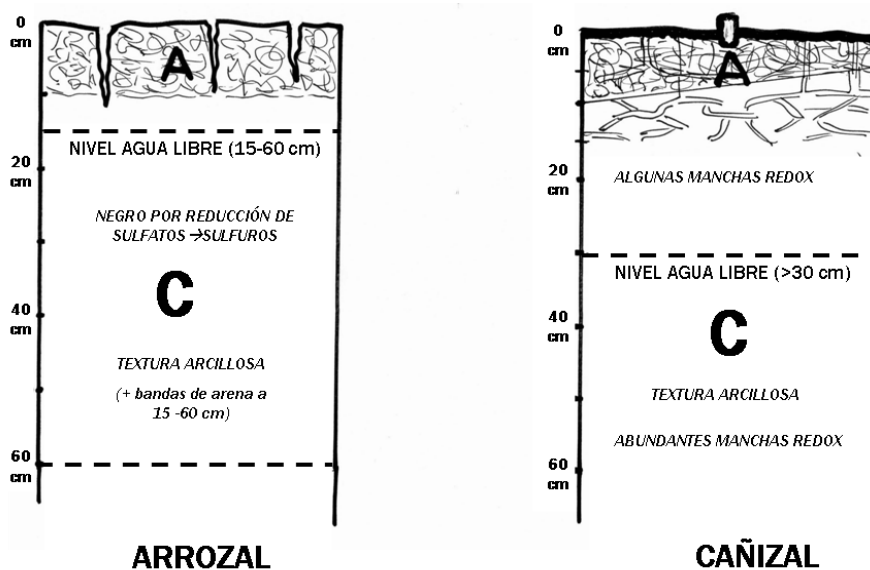 0
cm
A
NIVEL AGUA LIBRE (15-60 cm)
20
cm
NEGRO POR REDUCCIÓN DE
SULFATOS →SULFUROS
C
40
cm
TEXTURA ARCILLOSA
(+ bandas de arena a
15 -60 cm)
60
cm
ARROZAL
0
cm
A
20
cm
ALGUNAS MANCHAS REDOX
NIVEL AGUA LIBRE (>30 cm)
40
cm
C
TEXTURA ARCILLOSA
ABUNDANTES MANCHAS REDOX
60
cm
CAÑIZAL